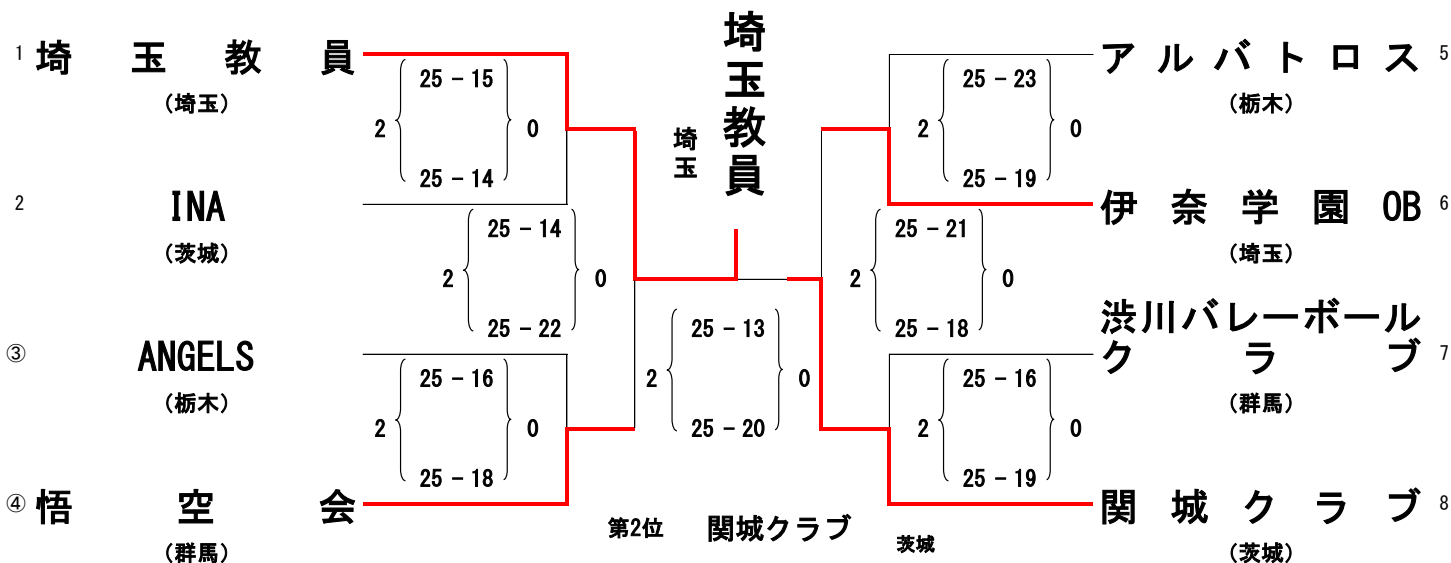 埼玉教員
埼玉
1 埼玉教員
(埼玉)
25 - 15
2 0
25 - 14
2 INA
(茨城)
25 - 14
2 0
25 - 22
③ ANGELS
(栃木)
25 - 16
2 0
25 - 18
④ 悟空会
(群馬)
25 - 13
2 0
25 - 20
第2位 関城クラブ 茨城
アルバトロス 5
(栃木)
25 - 23
2 0
25 - 19
伊奈学園OB 6
(埼玉)
25 - 21
2 0
25 - 18
渋川バレーボール
クラブ 7
(群馬)
25 - 16
2 0
25 - 19
関城クラブ 8
(茨城)